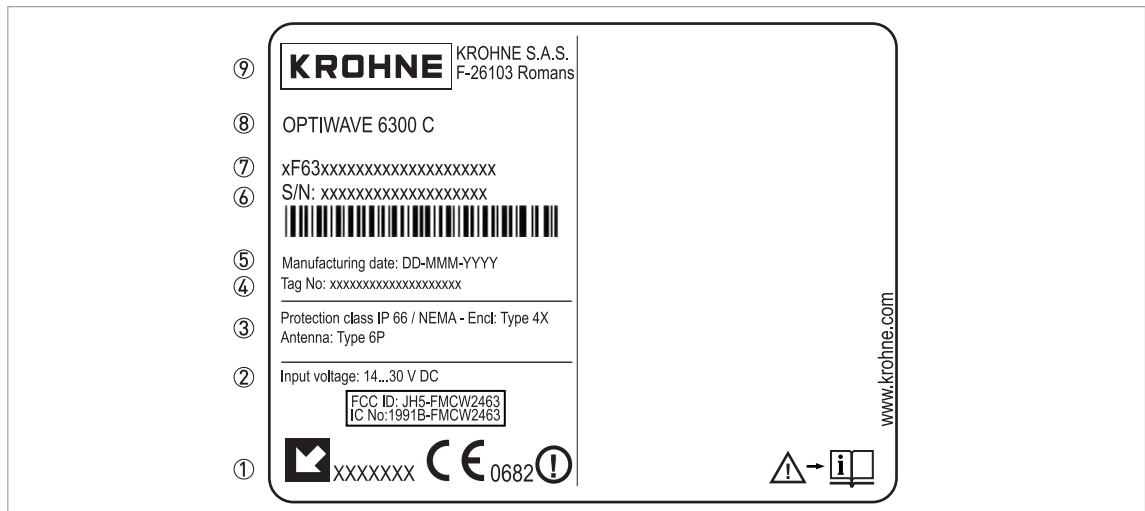 ⑨ KROHNE KROHNE S.A.S.
F-26103 Romans
⑧ OPTIWAVE 6300 C
⑦ xF63xxxxxxxxxxxxxxxxxxxx
⑥ S/N: xxxxxxxxxxxxxxxxxxx
⑤ Manufacturing date: DD-MMM-YYYY
④ Tag No: xxxxxxxxxxxxxxxxxxxx
③ Protection class IP 66 / NEMA - Encl: Type 4X
Antenna: Type 6P
② Input voltage: 14...30 V DC
FCC ID: JH5-FMCW2463
IC No:1991B-FMCW2463
① XXXXXXX CE 0682
www.krohne.com